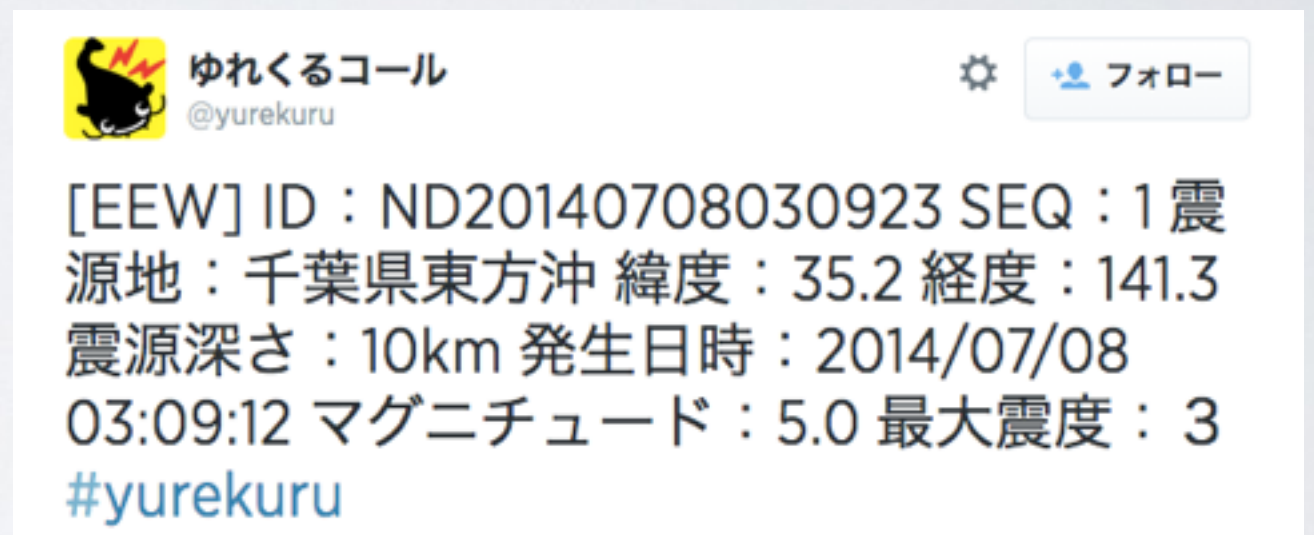 ゆれくるコール
@yurekuru
フォロー
[EEW] ID：ND20140708030923 SEQ：1 震
源地：千葉県東方沖 緯度：35.2 経度：141.3
震源深さ：10km 発生日時：2014/07/08
03:09:12 マグニチュード：5.0 最大震度：３
#yurekuru